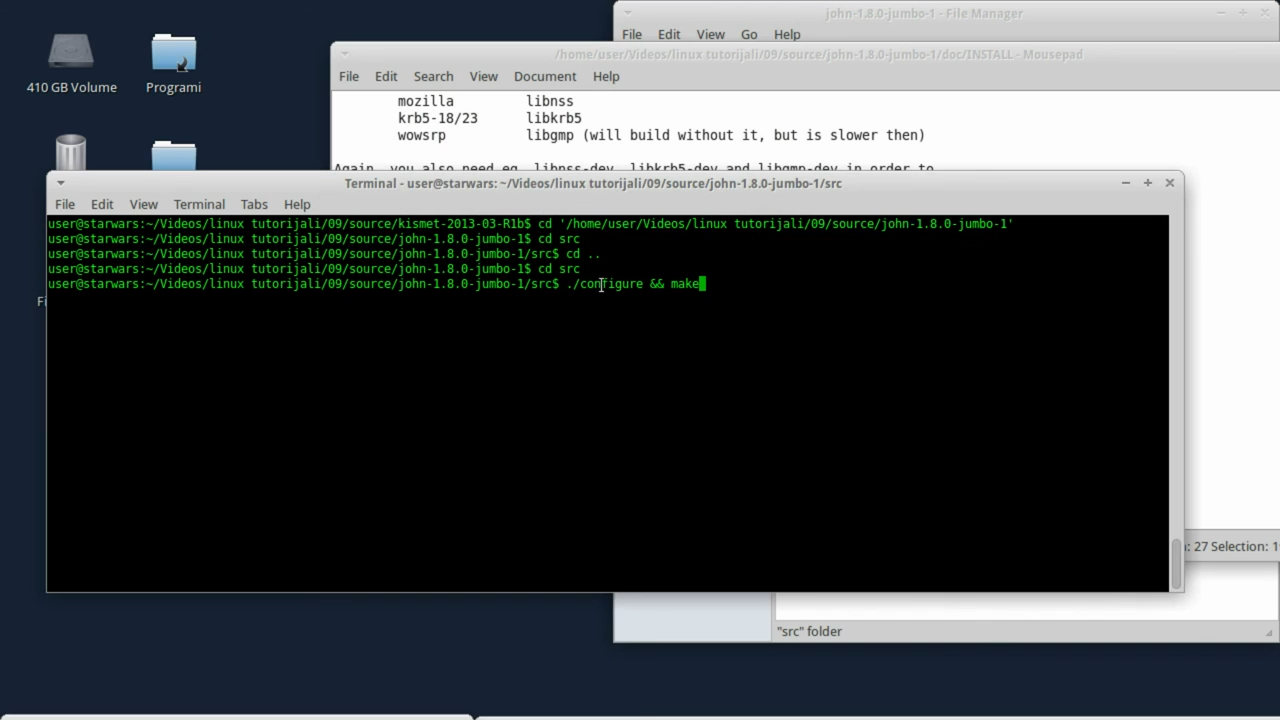 john-1.8.0-jumbo-1 - File Manager
File Edit View Go Help
/home/user/Videos/linux tutorijali/09/source/john-1.8.0-jumbo-1/doc/INSTALL - Mousepad
File Edit Search View Document Help
410 GB Volume
Programi
mozilla libnss
krb5-18/23 libkrb5
wowsrp libgmp (will build without it, but is slower then)
Again, you also need eg. libnss-dev, libkrb5-dev and libgmp-dev in order to
Terminal - user@starwars: ~/Videos/linux tutorijali/09/source/john-1.8.0-jumbo-1/src
File Edit View Terminal Tabs Help
user@starwars:~/Videos/linux tutorijali/09/source/kismet-2013-03-R1b$ cd '/home/user/Videos/linux tutorijali/09/source/john-1.8.0-jumbo-1'
user@starwars:~/Videos/linux tutorijali/09/source/john-1.8.0-jumbo-1$ cd src
user@starwars:~/Videos/linux tutorijali/09/source/john-1.8.0-jumbo-1/src$ cd ..
user@starwars:~/Videos/linux tutorijali/09/source/john-1.8.0-jumbo-1$ cd src
user@starwars:~/Videos/linux tutorijali/09/source/john-1.8.0-jumbo-1/src$ ./configure && make
Fi
: 27 Selection: 1
"src" folder